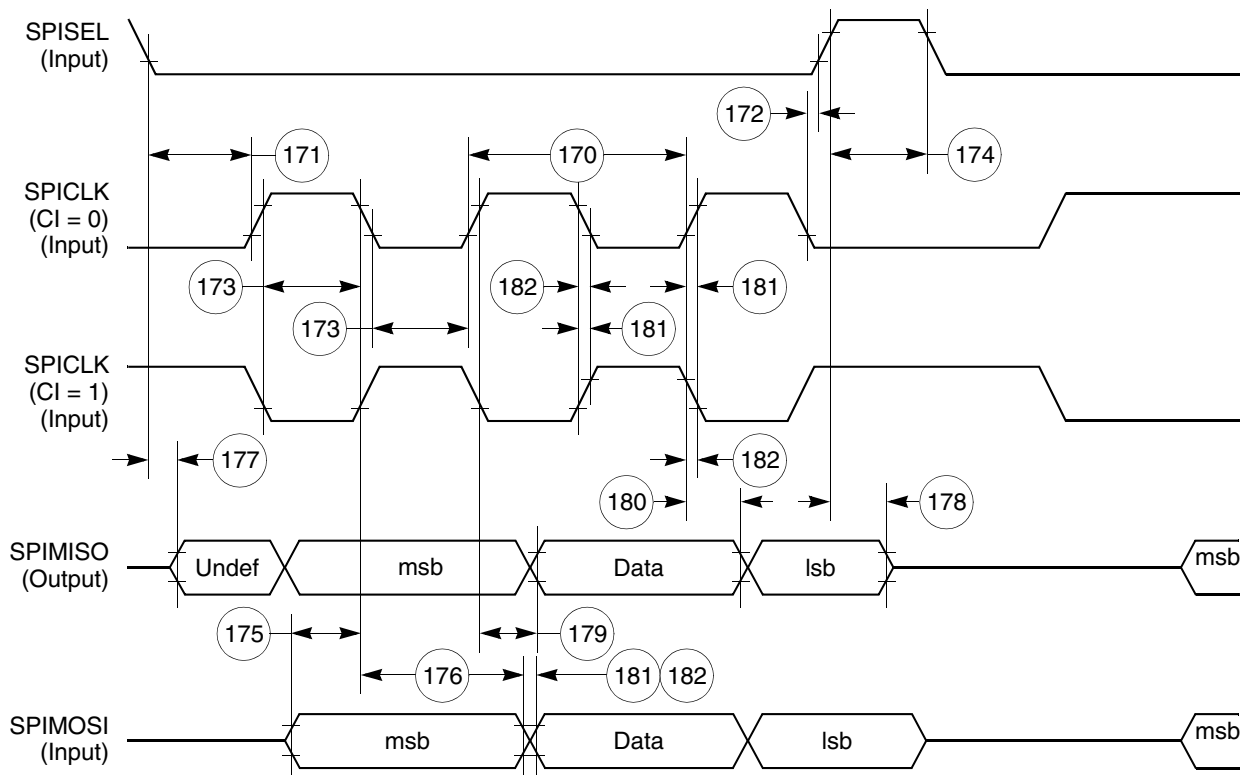 SPISEL
(Input)
172
171
170
174
SPICLK
(CI = 0)
(Input)
173
182
181
173
181
SPICLK
(CI = 1)
(Input)
177
182
180
178
SPIMISO
(Output)
Undef
msb
Data
lsb
msb
175
179
176
181
182
SPIMOSI
(Input)
msb
Data
lsb
msb